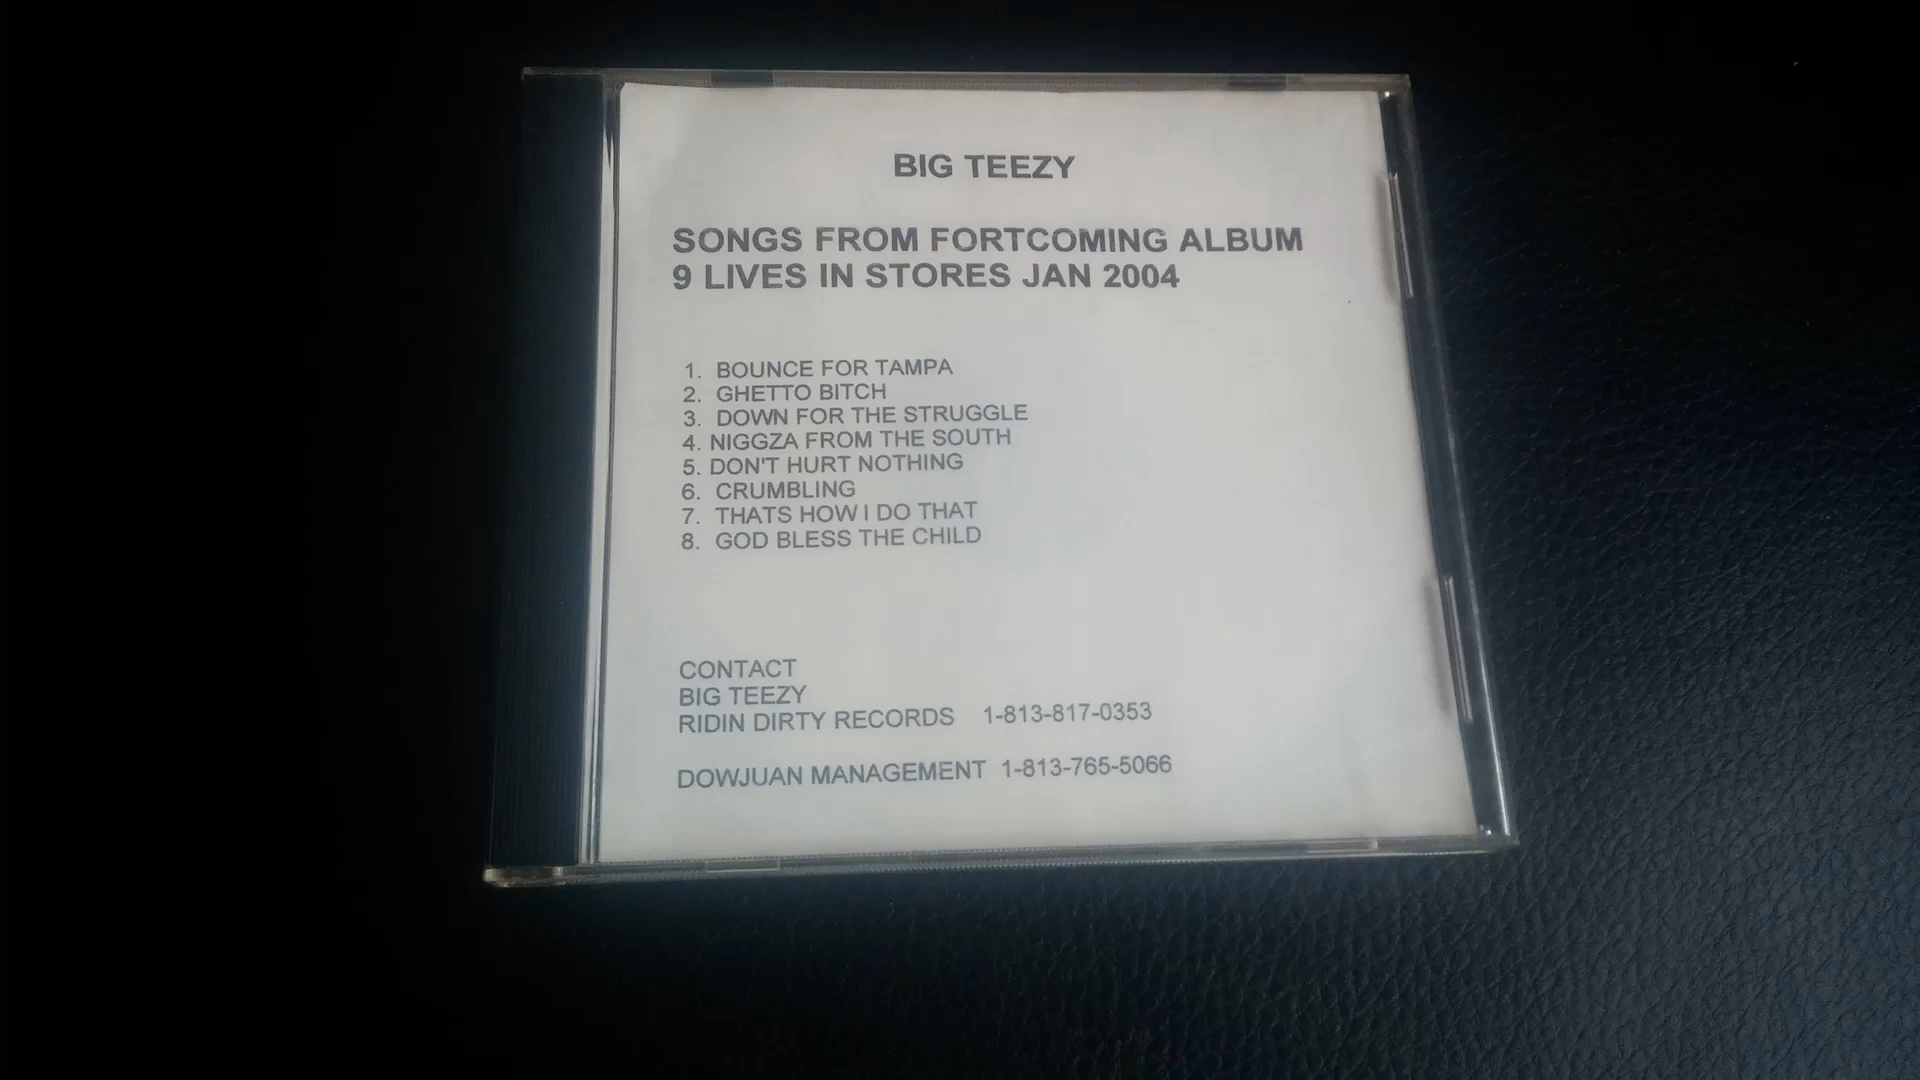 BIG TEEZY
SONGS FROM FORTCOMING ALBUM
9 LIVES IN STORES JAN 2004
1. BOUNCE FOR TAMPA
2. GHETTO BITCH
3. DOWN FOR THE STRUGGLE
4. NIGGZA FROM THE SOUTH
5. DON'T HURT NOTHING
6. CRUMBLING
7. THATS HOW I DO THAT
8. GOD BLESS THE CHILD
CONTACT
BIG TEEZY
RIDIN DIRTY RECORDS 1-813-817-0353
DOWJUAN MANAGEMENT 1-813-765-5066